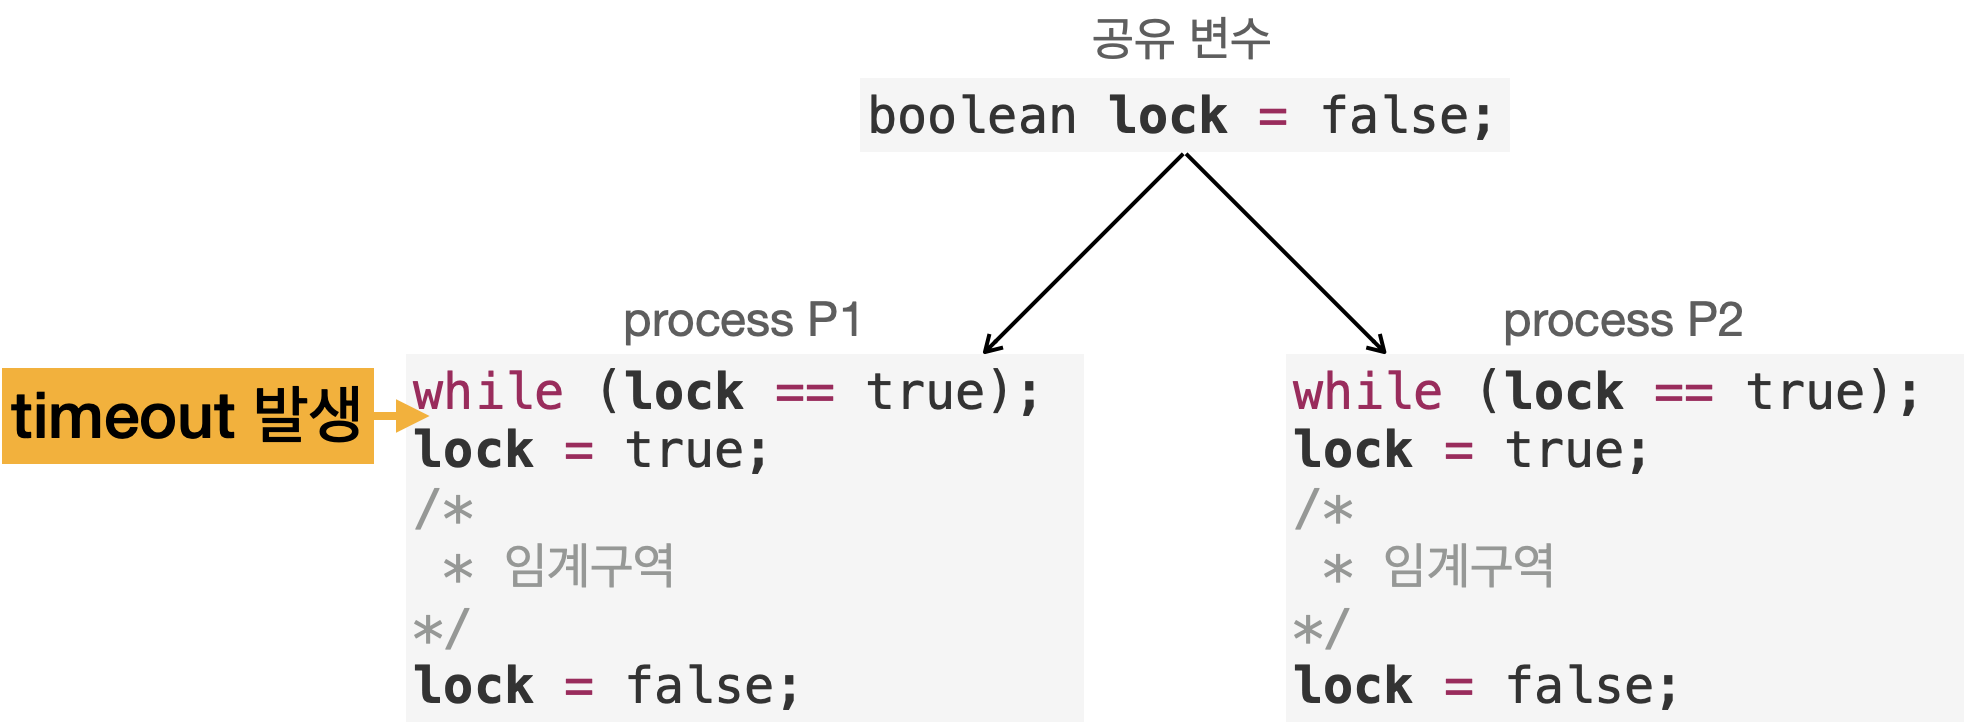 공유 변수
boolean lock = false;
process P1
while (lock == true);
lock = true;
/*
 * 임계구역
*/
lock = false;
timeout 발생
process P2
while (lock == true);
lock = true;
/*
 * 임계구역
*/
lock = false;